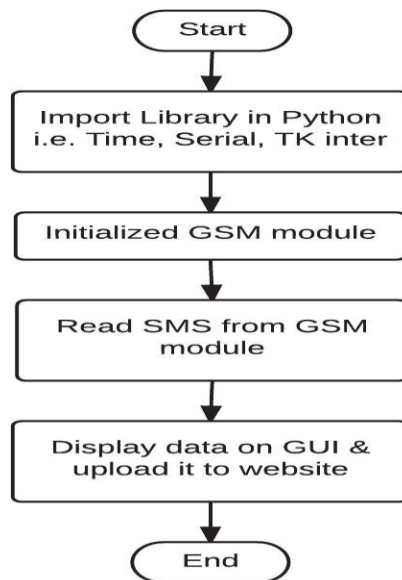 Start
Import Library in Python
i.e. Time, Serial, TK inter
Initialized GSM module
Read SMS from GSM
module
Display data on GUI &
upload it to website
End